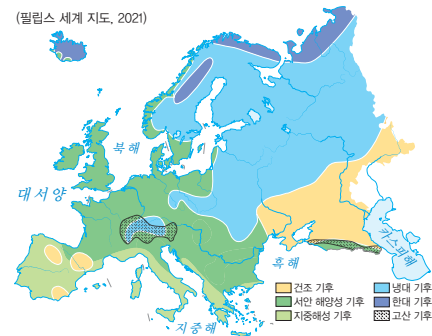 (필립스 세계 지도, 2021)
북해
대서양
카스피해
흑해
지중해
건조 기후
냉대 기후
서안 해양성 기후
한대 기후
지중해성 기후
고산 기후